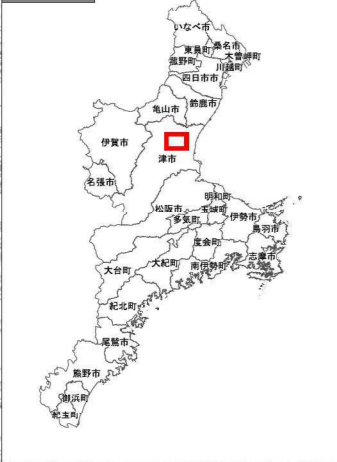 いなべ市
桑名市
東員町
木曽岬町
菰野町
川越町
四日市市
亀山市
鈴鹿市
伊賀市
津市
名張市
明和町
松阪市
玉城町
伊勢市
多気町
鳥羽市
度会町
志摩市
大紀町
大台町
南伊勢町
紀北町
尾鷲市
熊野市
御浜町
紀宝町